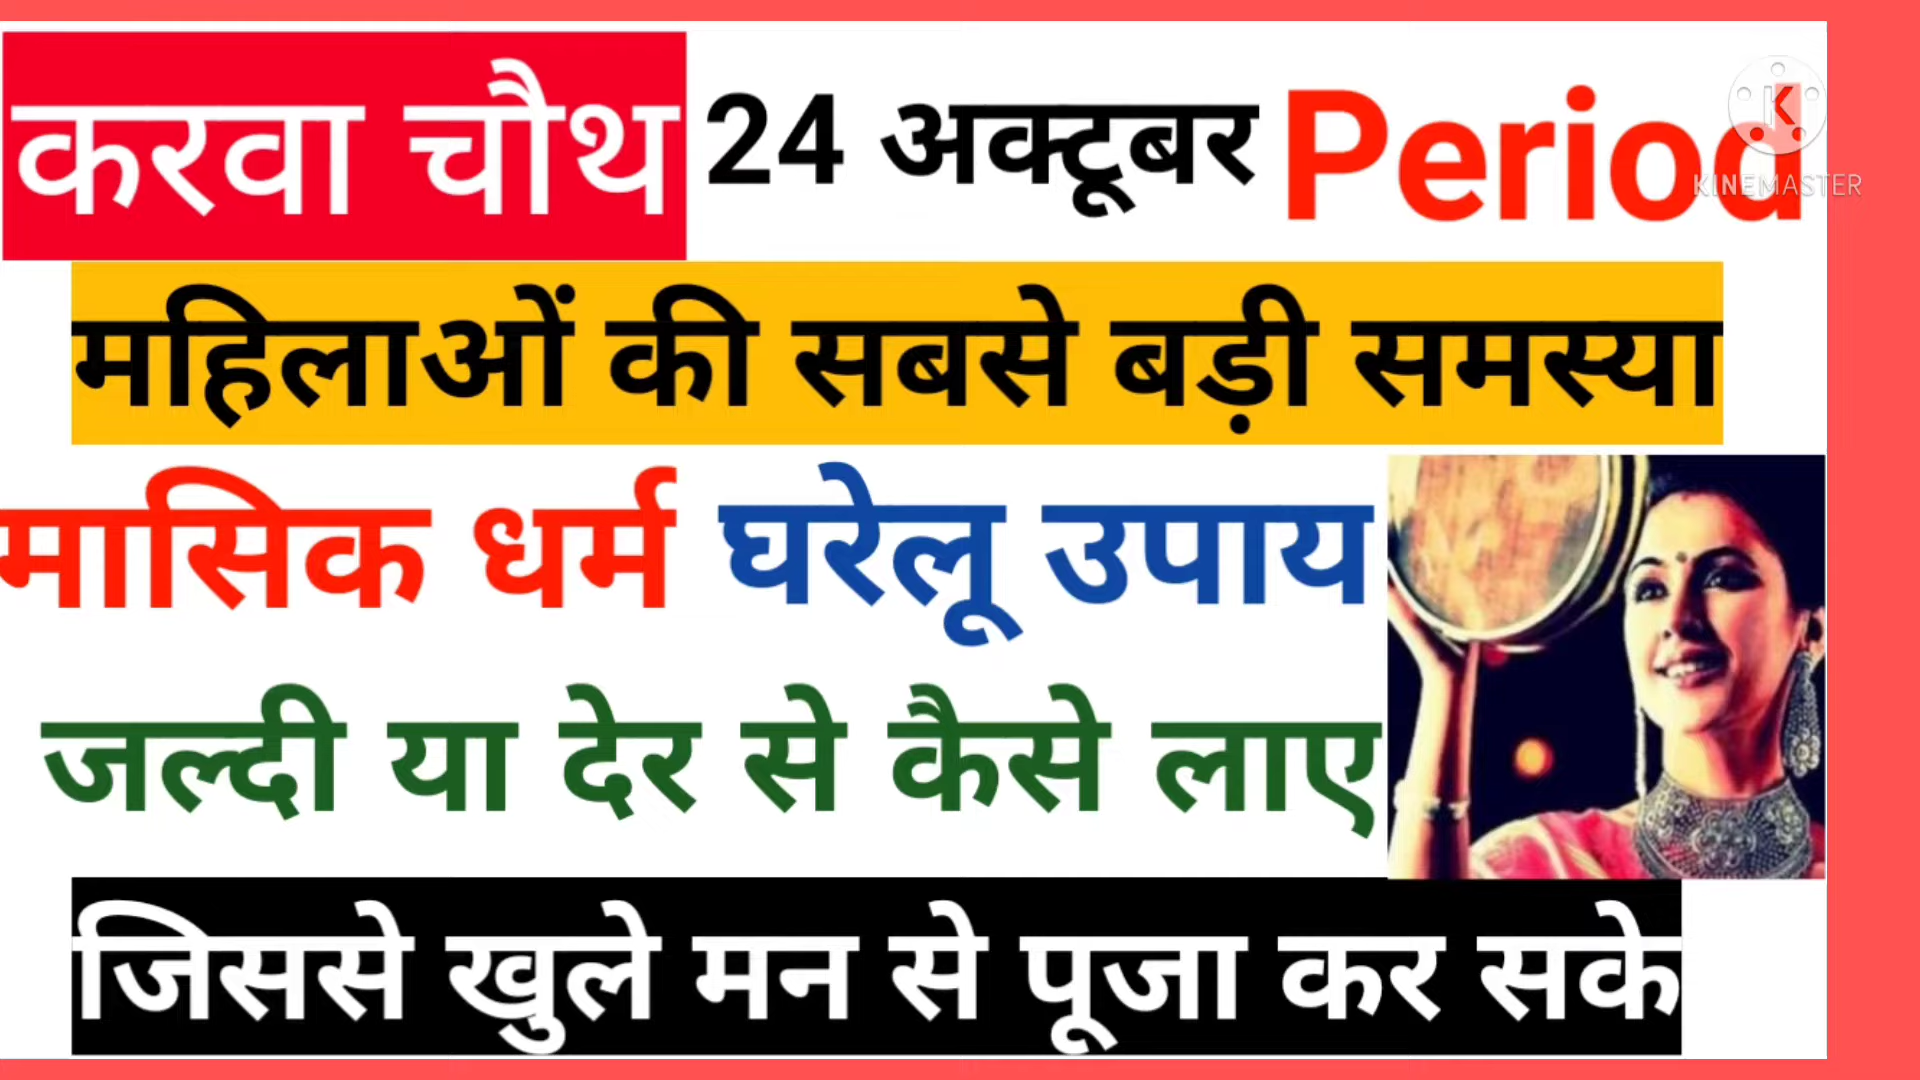 करवा चौथ 24 अक्टूबर Period
KINEMASTER
महिलाओं की सबसे बड़ी समस्या
मासिक धर्म घरेलू उपाय
जल्दी या देर से कैसे लाए
जिससे खुले मन से पूजा कर सके